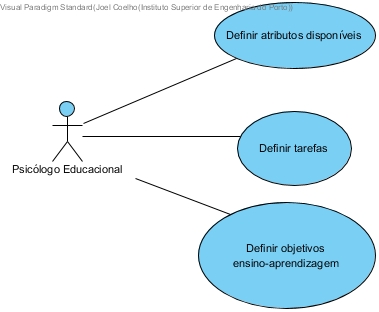 Visual Paradigm Standard(Joel Coelho(Instituto Superior de Engenharia do Porto))
Definir atributos disponíveis
Definir tarefas
Psicólogo Educacional
Definir objetivos
ensino-aprendizagem